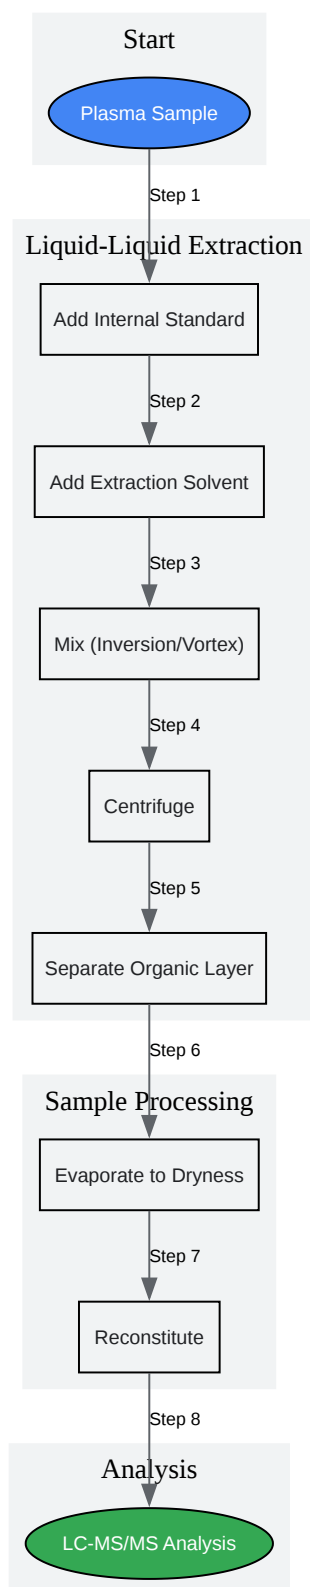 Start
Plasma Sample
Step 1
Liquid-Liquid Extraction
Add Internal Standard
Step 2
Add Extraction Solvent
Step 3
Mix (Inversion/Vortex)
Step 4
Centrifuge
Step 5
Separate Organic Layer
Step 6
Sample Processing
Evaporate to Dryness
Step 7
Reconstitute
Step 8
Analysis
LC-MS/MS Analysis